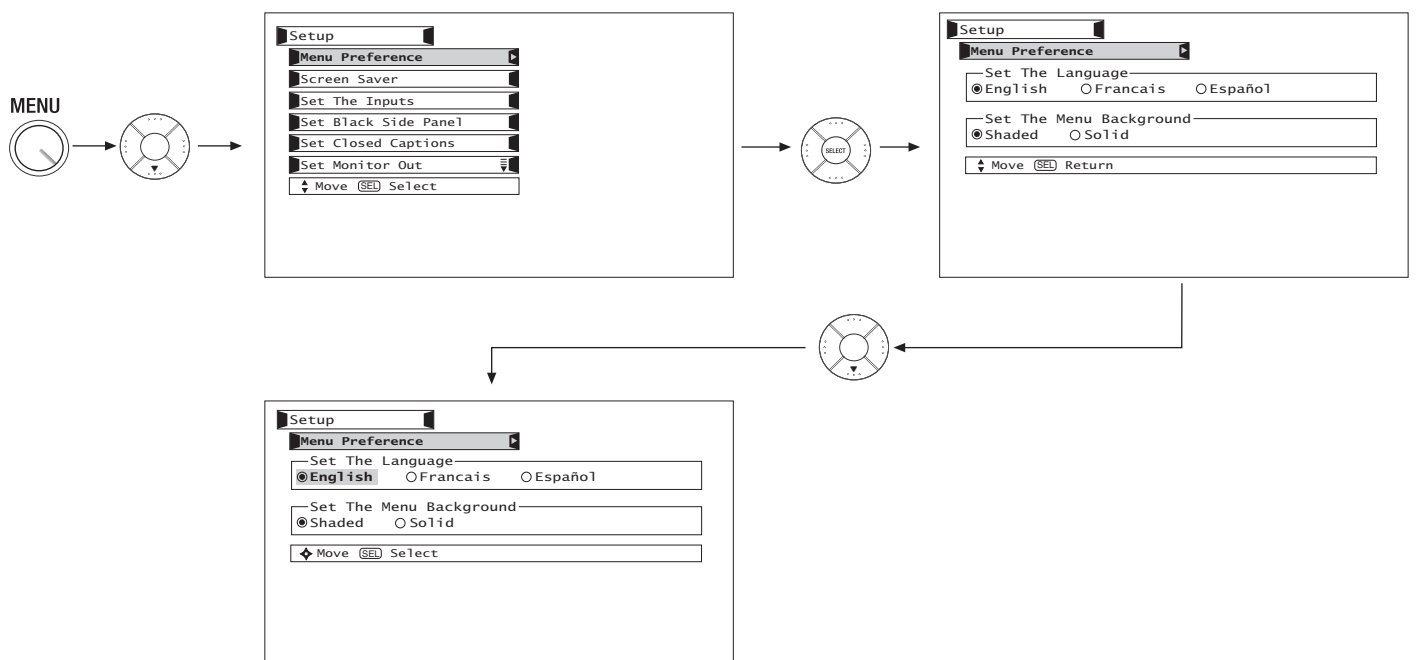 MENU
Setup
Menu Preference
Screen Saver
Set The Inputs
Set Black Side Panel
Set Closed Captions
Set Monitor Out
Move SEL Select
SELECT
Setup
Menu Preference
Set The Language
English Francais Español
Set The Menu Background
Shaded Solid
Move SEL Return
Setup
Menu Preference
Set The Language
English Francais Español
Set The Menu Background
Shaded Solid
Move SEL Select